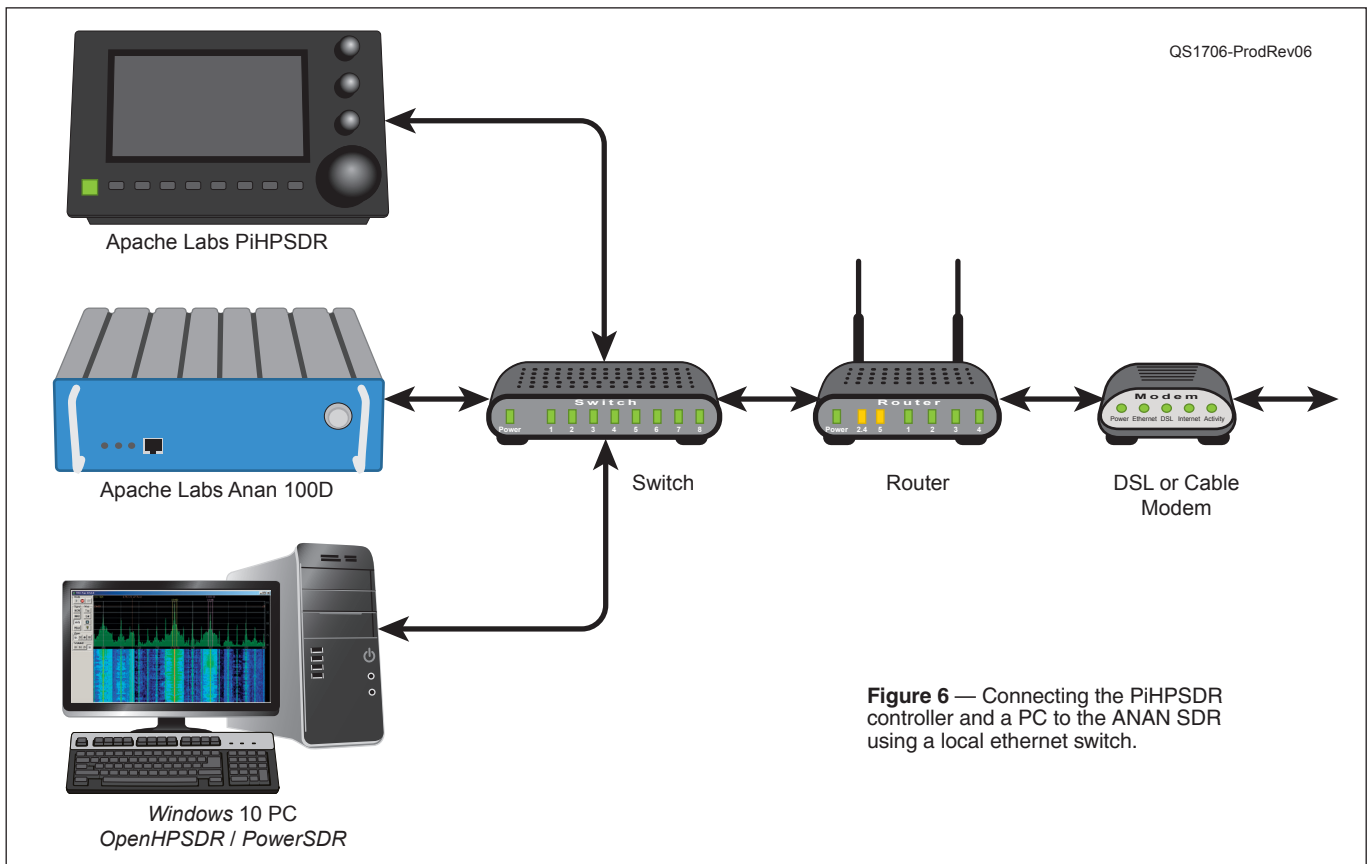 QS1706-ProdRev06
Apache Labs PiHPSDR
Apache Labs Anan 100D
Switch
Power 1 2 3 4 5 6 7 8
Switch
Router
Power 2.4 5 1 2 3 4
Router
Modem
Power Ethernet DSL Internet Activity
DSL or Cable
Modem
Windows 10 PC
OpenHPSDR / PowerSDR
Figure 6 — Connecting the PiHPSDR
controller and a PC to the ANAN SDR
using a local ethernet switch.